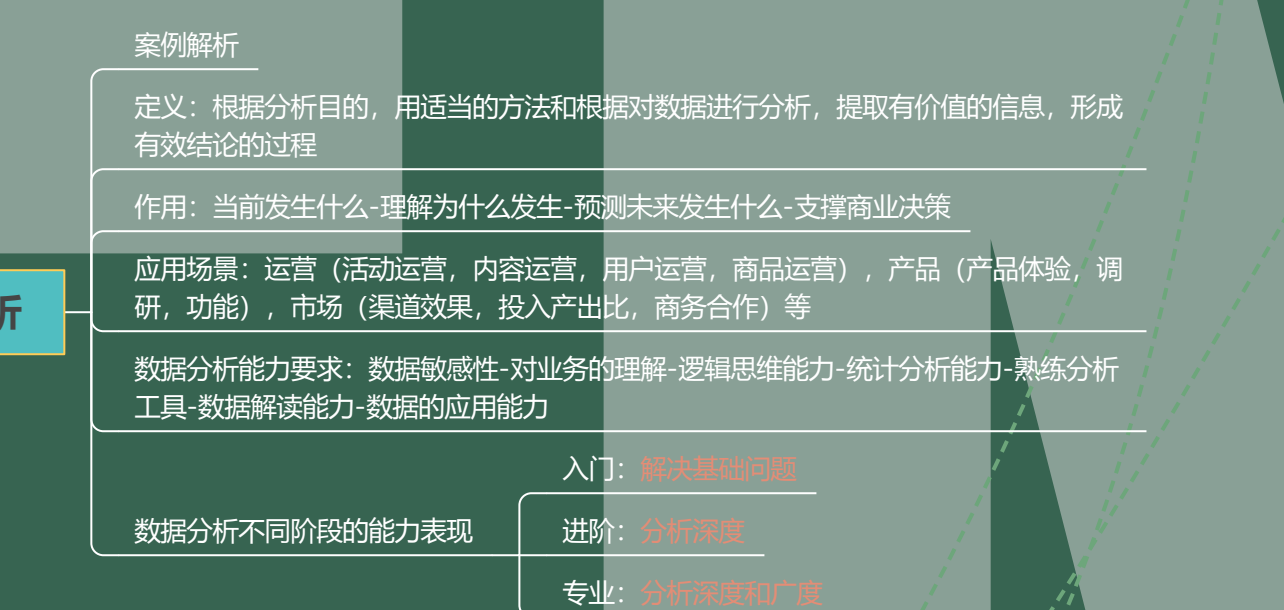 案例解析
定义：根据分析目的，用适当的方法和根据对数据进行分析，提取有价值的信息，形成
有效结论的过程
作用：当前发生什么-理解为什么发生-预测未来发生什么-支撑商业决策
应用场景：运营（活动运营，内容运营，用户运营，商品运营）, 产品（产品体验，调
研，功能）, 市场（渠道效果，投入产出比，商务合作）等
析
数据分析能力要求：数据敏感性-对业务的理解-逻辑思维能力-统计分析能力-熟练分析
工具-数据解读能力-数据的应用能力
数据分析不同阶段的能力表现
入门：解决基础问题
进阶：分析深度
专业：分析深度和广度